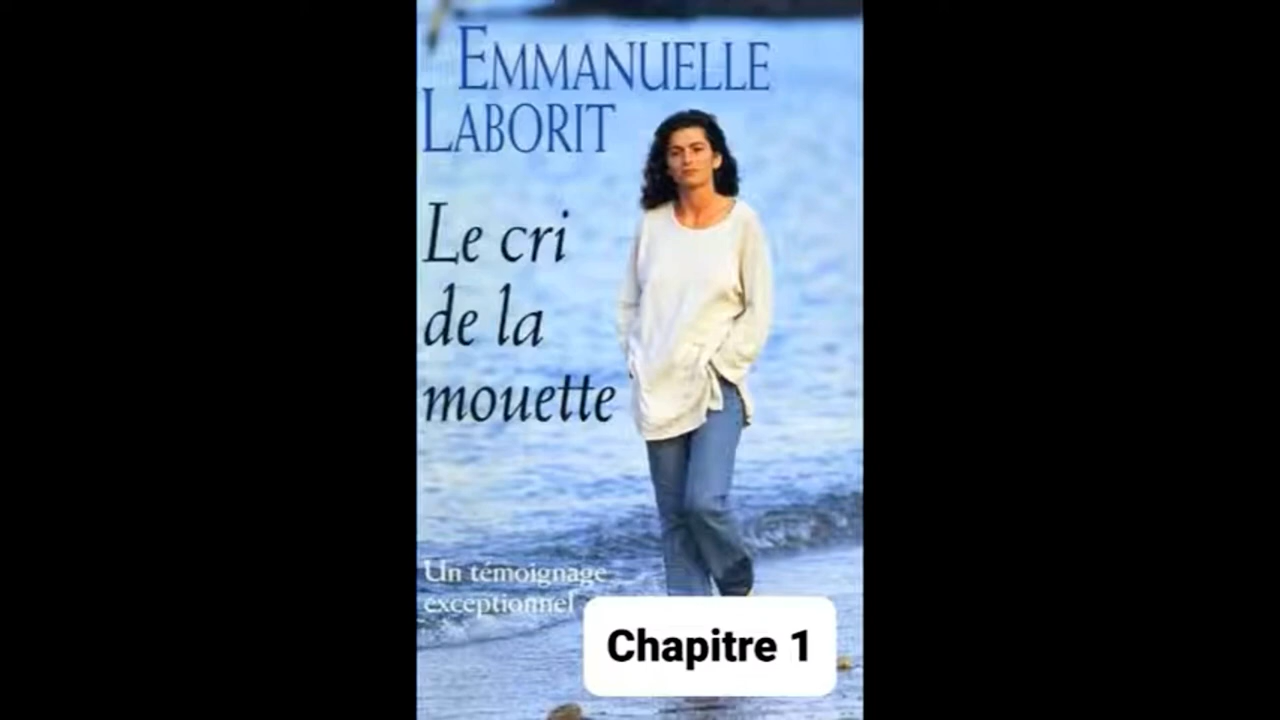 EMMANUELLE
LABORIT
Le cri
de la
mouette
Un témoignage
exceptionnel
Chapitre 1